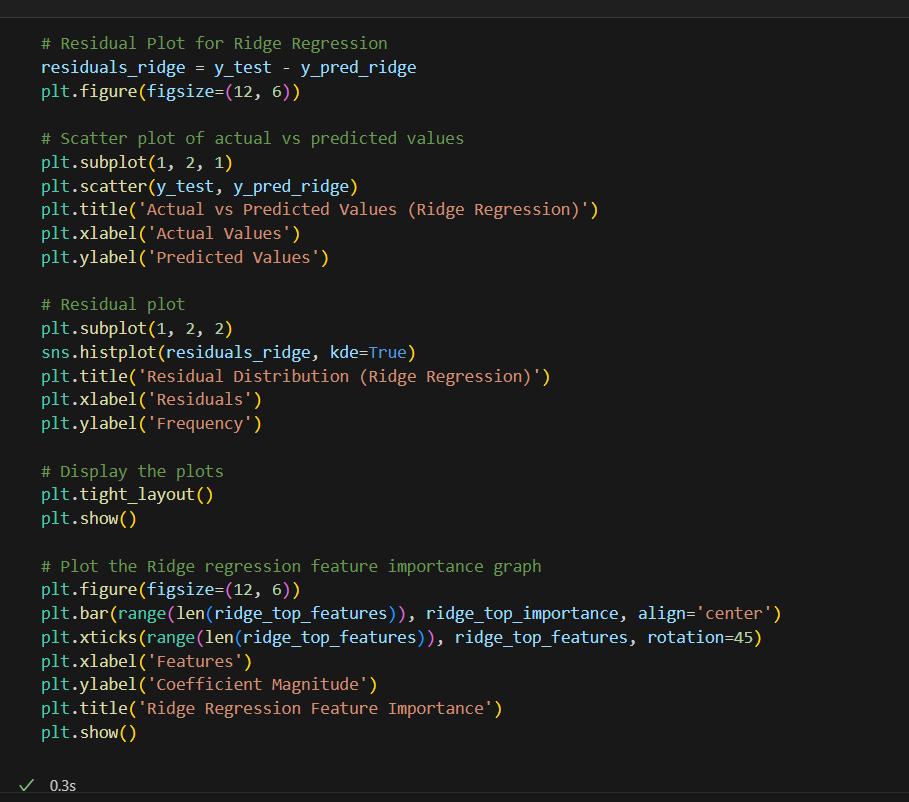 # Residual Plot for Ridge Regression
residuals_ridge = y_test - y_pred_ridge
plt.figure(figsize=(12, 6))
# Scatter plot of actual vs predicted values
plt.subplot(1, 2, 1)
plt.scatter(y_test, y_pred_ridge)
plt.title('Actual vs Predicted Values (Ridge Regression)')
plt.xlabel('Actual Values')
plt.ylabel('Predicted Values')
# Residual plot
plt.subplot(1, 2, 2)
sns.histplot(residuals_ridge, kde=True)
plt.title('Residual Distribution (Ridge Regression)')
plt.xlabel('Residuals')
plt.ylabel('Frequency')
# Display the plots
plt.tight_layout()
plt.show()
# Plot the Ridge regression feature importance graph
plt.figure(figsize=(12, 6))
plt.bar(range(len(ridge_top_features)), ridge_top_importance, align='center')
plt.xticks(range(len(ridge_top_features)), ridge_top_features, rotation=45)
plt.xlabel('Features')
plt.ylabel('Coefficient Magnitude')
plt.title('Ridge Regression Feature Importance')
plt.show()
0.3s